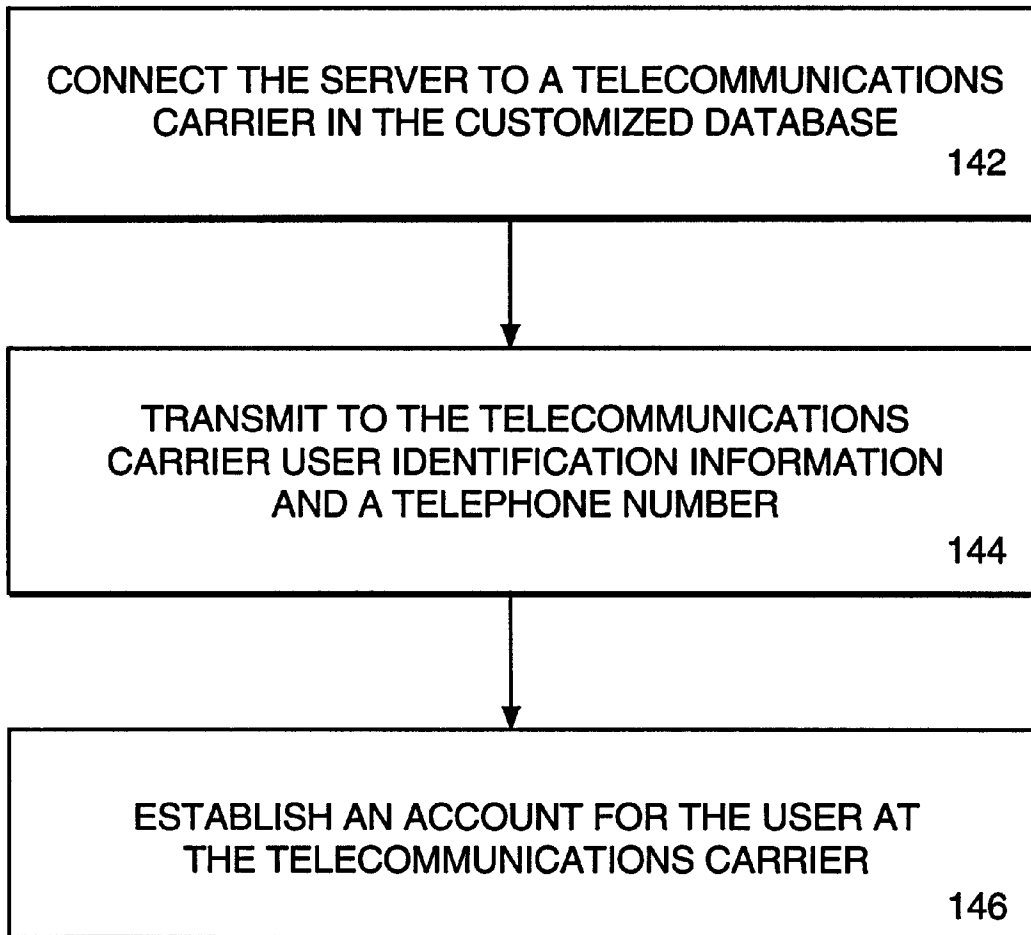 CONNECT THE SERVER TO A TELECOMMUNICATIONS
CARRIER IN THE CUSTOMIZED DATABASE
142
TRANSMIT TO THE TELECOMMUNICATIONS
CARRIER USER IDENTIFICATION INFORMATION
AND A TELEPHONE NUMBER
144
ESTABLISH AN ACCOUNT FOR THE USER AT
THE TELECOMMUNICATIONS CARRIER
146